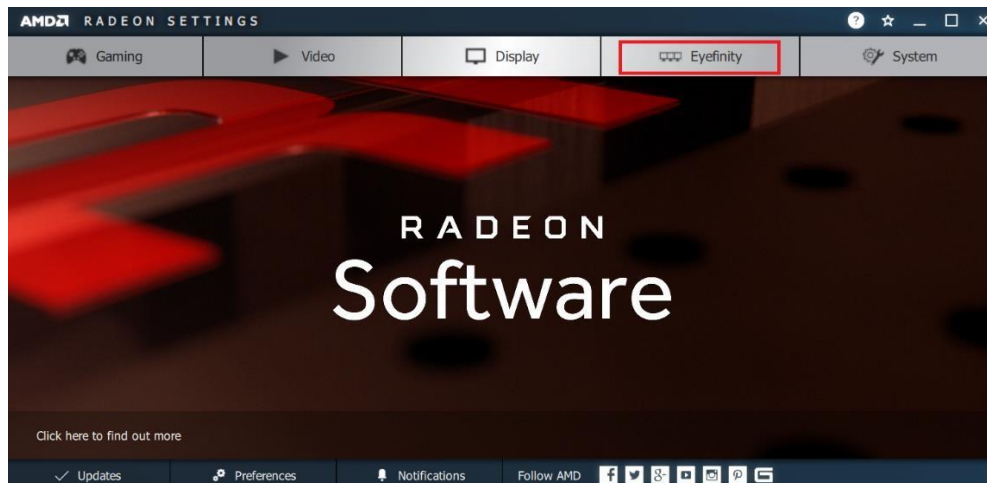 AMD RADEON SETTINGS ?
Gaming Video Display Eyefinity System
RADEON
Software
Click here to find out more
Updates Preferences Notifications Follow AMD